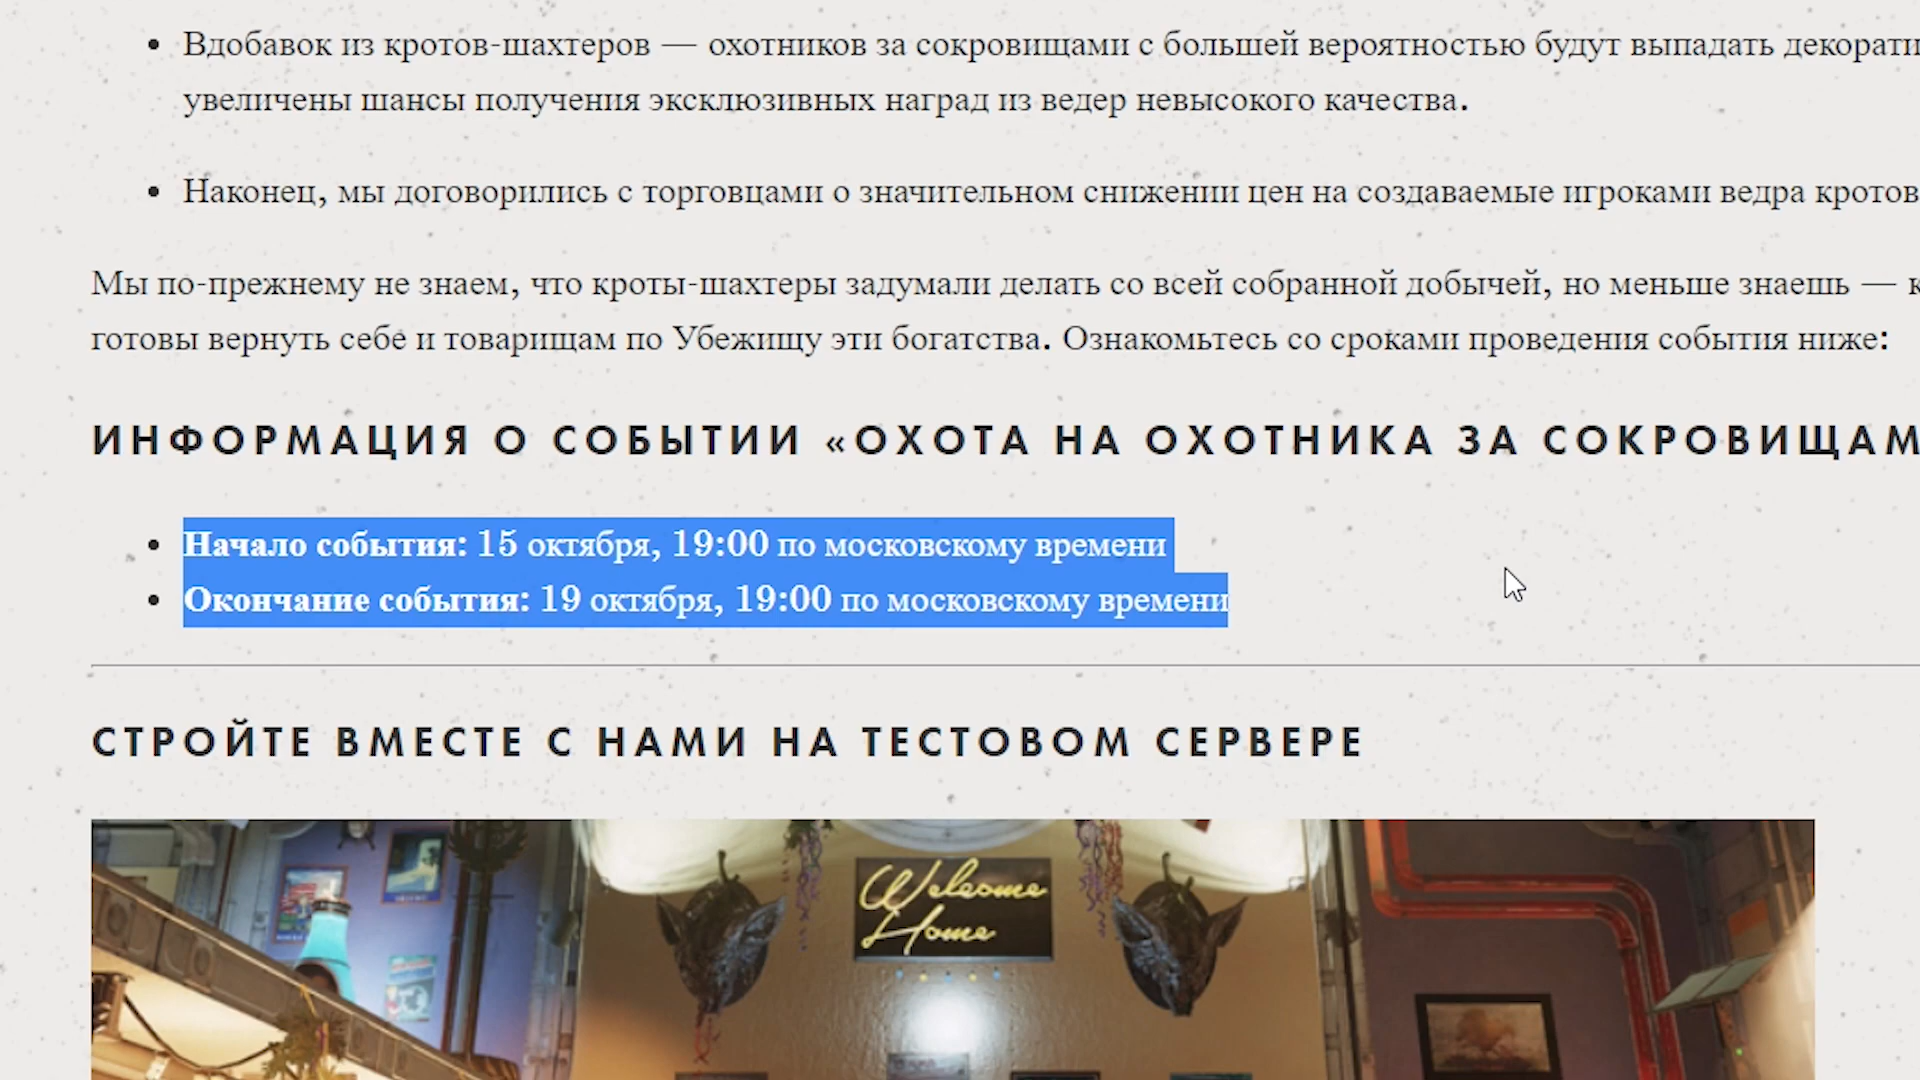 Вдобавок из кротов-шахтеров — охотников за сокровищами с большей вероятностью будут выпадать декорати
увеличены шансы получения эксклюзивных наград из ведер невысокого качества.
Наконец, мы договорились с торговцами о значительном снижении цен на создаваемые игроками ведра кротов
Мы по-прежнему не знаем, что кроты-шахтеры задумали делать со всей собранной добычей, но меньше знаешь — к
готовы вернуть себе и товарищам по Убежищу эти богатства. Ознакомьтесь со сроками проведения события ниже:
ИНФОРМАЦИЯ О СОБЫТИИ «ОХОТА НА ОХОТНИКА ЗА СОКРОВИЩАМ
Начало события: 15 октября, 19:00 по московскому времени
Окончание события: 19 октября, 19:00 по московскому времени
СТРОЙТЕ ВМЕСТЕ С НАМИ НА ТЕСТОВОМ СЕРВЕРЕ
Welcome
Home